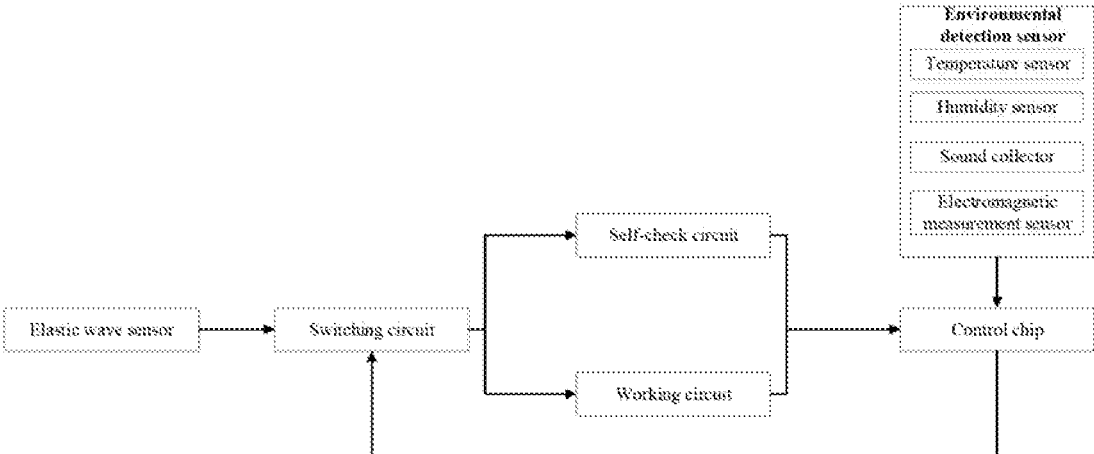 Environmental
detection sensor
Temperature sensor
Humidity sensor
Sound collector
Electromagnetic
measurement sensor
Self-check circuit
Elastic wave sensor
Switching circuit
Control chip
Working circuit